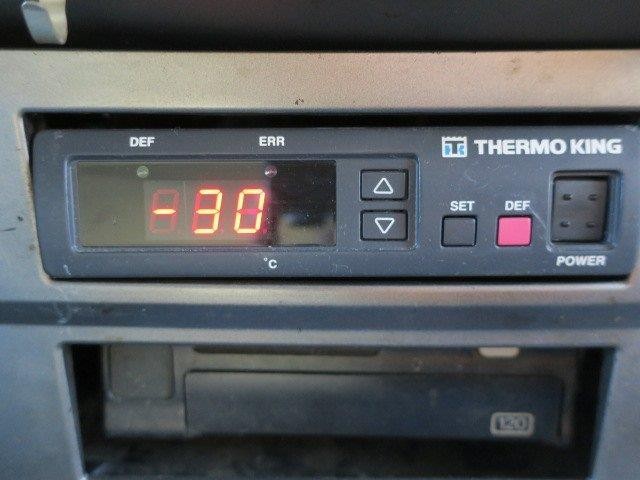 DEF ERR
THERMO KING
-30
SET DEF
°C
POWER
120